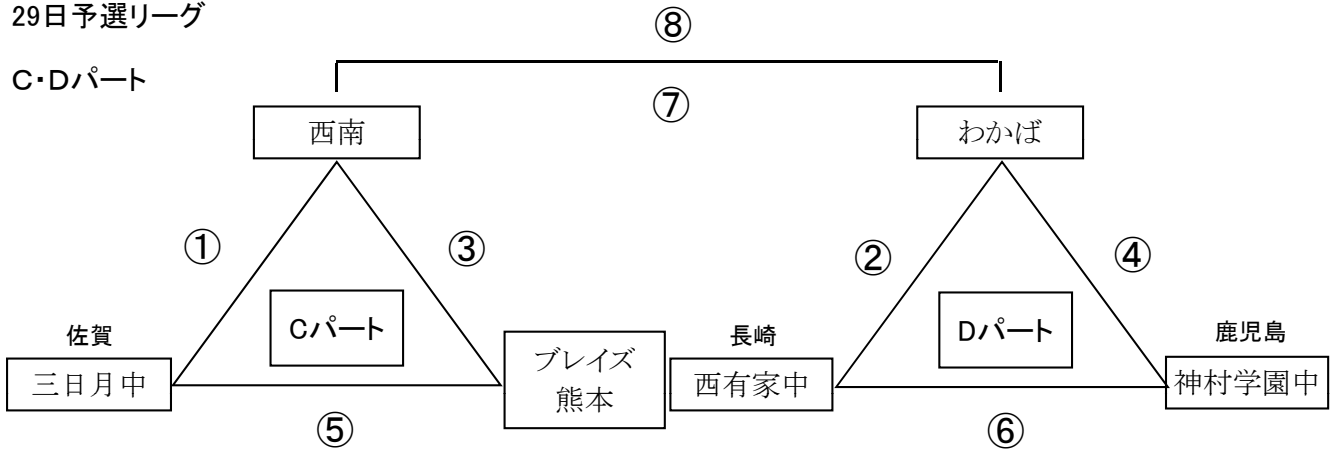 29日予選リーグ
⑧
C・Dパート
⑦
西南
わかば
①
③
②
④
Cパート
Dパート
佐賀
長崎
鹿児島
三日月中
ブレイズ
熊本
西有家中
神村学園中
⑤
⑥